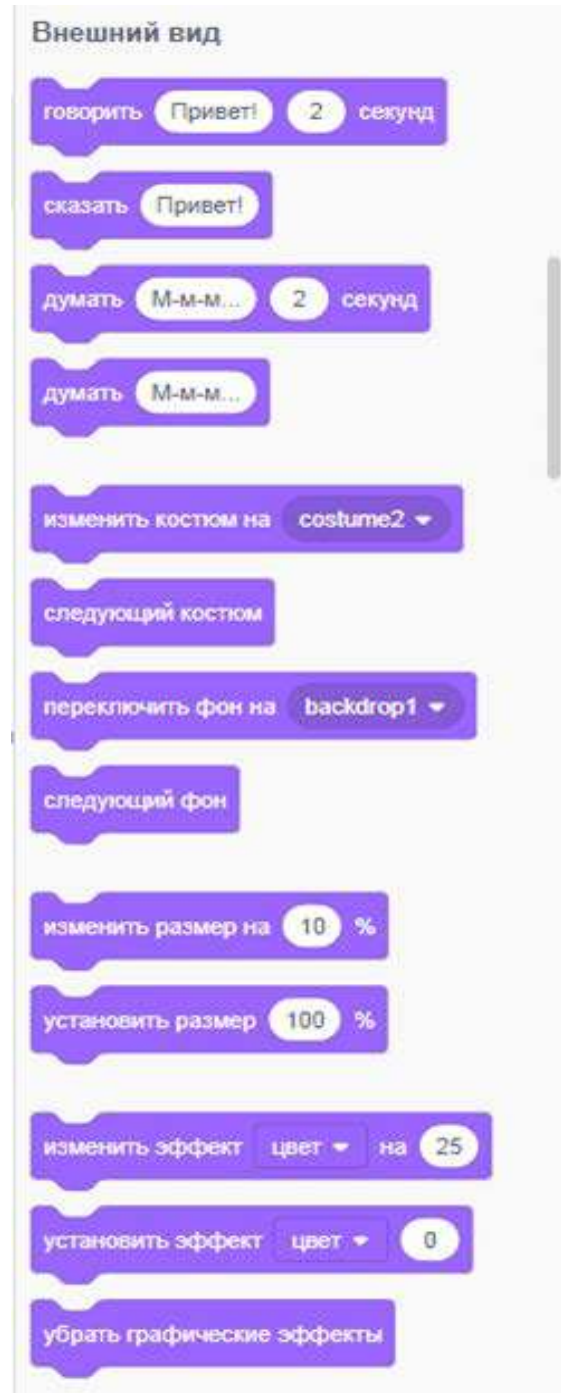 Внешний вид
говорить Привет! 2 секунд
сказать Привет!
думать М-м-м... 2 секунд
думать М-м-м...
изменить костюм на costume2
следующий костюм
переключить фон на backdrop1
следующий фон
изменить размер на 10 %
установить размер 100 %
изменить эффект цвет на 25
установить эффект цвет 0
убрать графические эффекты